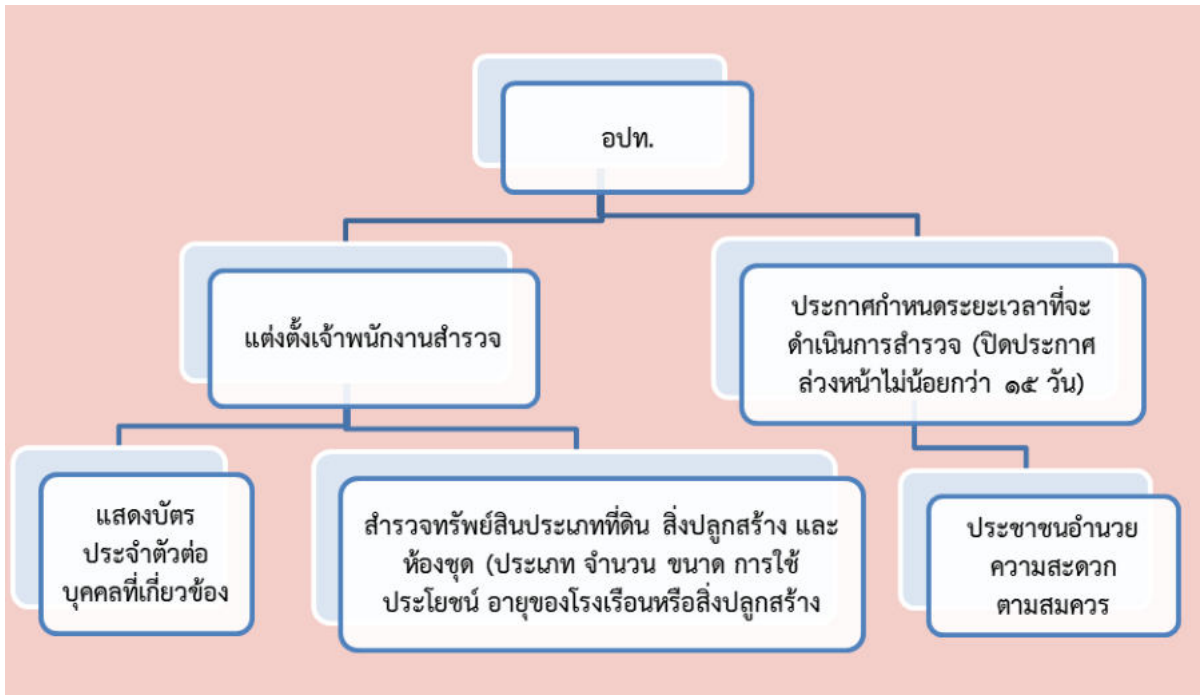 อปท.
แต่งตั้งเจ้าพนักงานสำรวจ
ประกาศกำหนดระยะเวลาที่จะ
ดำเนินการสำรวจ (ปิดประกาศ
ล่วงหน้าไม่น้อยกว่า ๑๕ วัน)
แสดงบัตร
ประจำตัวต่อ
บุคคลที่เกี่ยวข้อง
สำรวจทรัพย์สินประเภทที่ดิน สิ่งปลูกสร้าง และ
ห้องชุด (ประเภท จำนวน ขนาด การใช้
ประโยชน์ อายุของโรงเรือนหรือสิ่งปลูกสร้าง
ประชาชนอำนวย
ความสะดวก
ตามสมควร